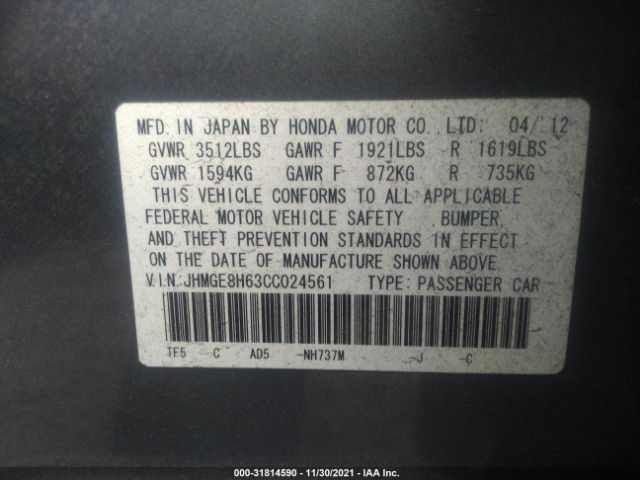 MFD. IN JAPAN BY HONDA MOTOR CO., LTD. 04/ 12
GVWR 3512LBS GAWR F 1921LBS R 1619LBS
GVWR 1594KG GAWR F 872KG R 735KG
THIS VEHICLE CONFORMS TO ALL APPLICABLE
FEDERAL MOTOR VEHICLE SAFETY , BUMPER,
AND THEFT PREVENTION STANDARDS IN EFFECT
ON THE DATE OF MANUFACTURE SHOWN ABOVE.
V.I.N.:JHMGE8H63CC024561 TYPE: PASSENGER CAR
TF5 -C AD5 -NH737M -J -C
000-31814590 - 11/30/2021 - IAA Inc.